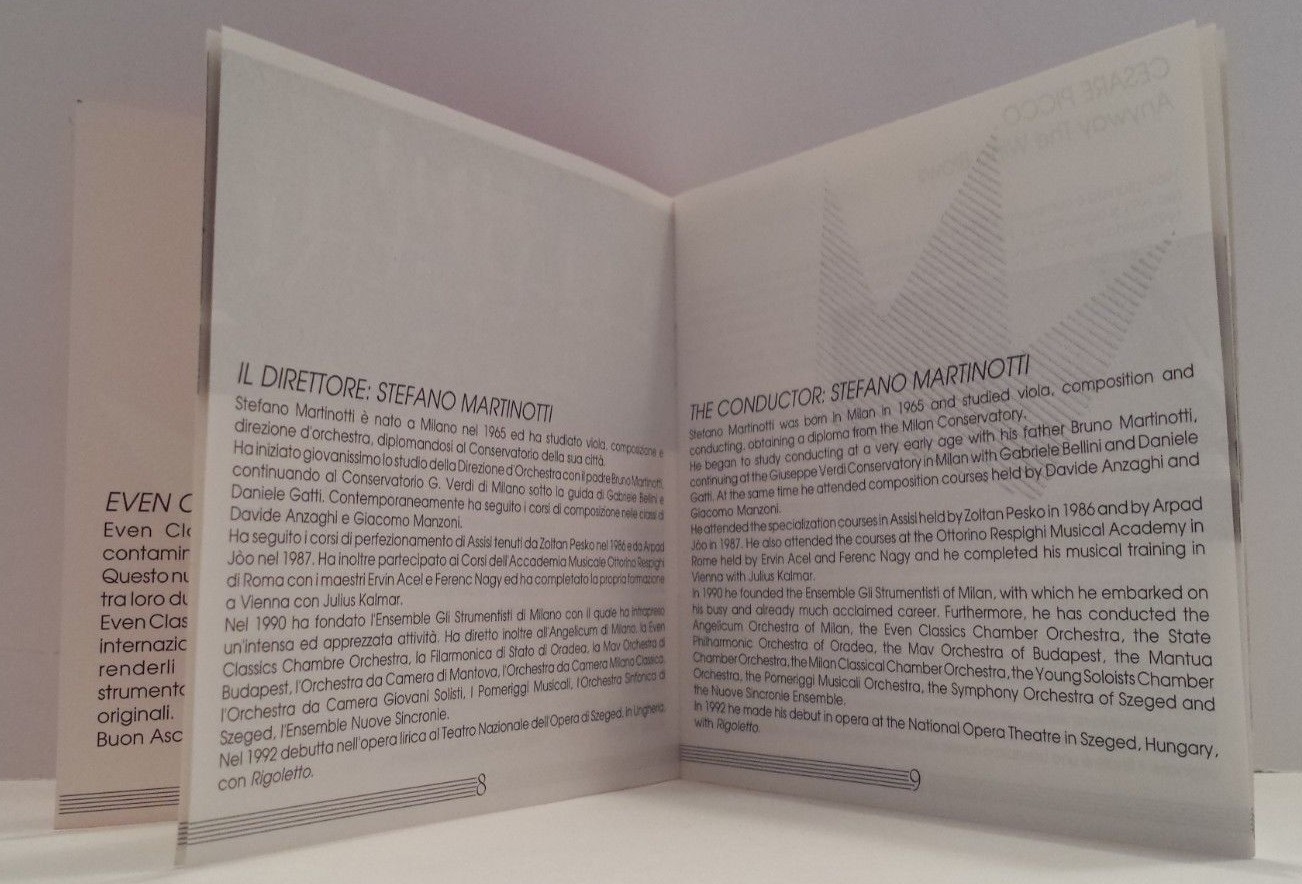 EVEN C
Even Cla
contamin
Questo nu
tra loro du
Even Clas
internazio
renderli
strumento
originali.
Buon Asc
IL DIRETTORE: STEFANO MARTINOTTI
Stefano Martinotti è nato a Milano nel 1965 ed ha studiato viola, composizione e
direzione d'orchestra, diplomandosi al Conservatorio della sua città.
Ha iniziato giovanissimo lo studio della Direzione d'Orchestra con il padre Bruno Martinotti,
continuando al Conservatorio G. Verdi di Milano sotto la guida di Gabriele Bellini e
Daniele Gatti. Contemporaneamente ha seguito i corsi di composizione nelle classi di
Davide Anzaghi e Giacomo Manzoni.
Ha seguito i corsi di perfezionamento di Assisi tenuti da Zoltan Pesko nel 1986 e da Arpad
Jòo nel 1987. Ha inoltre partecipato ai Corsi dell'Accademia Musicale Ottorino Respighi
di Roma con i maestri Ervin Acel e Ferenc Nagy ed ha completato la propria formazione
a Vienna con Julius Kalmar.
Nel 1990 ha fondato l'Ensemble Gli Strumentisti di Milano con il quale ha intrapreso
un'intensa ed apprezzata attività. Ha diretto inoltre all'Angelicum di Milano, la Even
Classics Chambre Orchestra, la Filarmonica di Stato di Oradea, la Mav Orchestra di
Budapest, l'Orchestra da Camera di Mantova, l'Orchestra da Camera Milano Classica,
l'Orchestra da Camera Giovani Solisti, I Pomeriggi Musicali, l'Orchestra Sinfonica di
Szeged, l'Ensemble Nuove Sincronie.
Nel 1992 debutta nell'opera lirica al Teatro Nazionale dell'Opera di Szeged, in Ungheria,
con Rigoletto.
8
THE CONDUCTOR: STEFANO MARTINOTTI
Stefano Martinotti was born in Milan in 1965 and studied viola, composition and
conducting, obtaining a diploma from the Milan Conservatory.
He began to study conducting at a very early age with his father Bruno Martinotti,
continuing at the Giuseppe Verdi Conservatory in Milan with Gabriele Bellini and Daniele
Gatti. At the same time he attended composition courses held by Davide Anzaghi and
Giacomo Manzoni.
He attended the specialization courses in Assisi held by Zoltan Pesko in 1986 and by Arpad
Jòo in 1987. He also attended the courses at the Ottorino Respighi Musical Academy in
Rome held by Ervin Acel and Ferenc Nagy and he completed his musical training in
Vienna with Julius Kalmar.
In 1990 he founded the Ensemble Gli Strumentisti of Milan, with which he embarked on
his busy and already much acclaimed career. Furthermore, he has conducted the
Angelicum Orchestra of Milan, the Even Classics Chamber Orchestra, the State
Philharmonic Orchestra of Oradea, the Mav Orchestra of Budapest, the Mantua
Chamber Orchestra, the Milan Classical Chamber Orchestra, the Young Soloists Chamber
Orchestra, the Pomeriggi Musicali Orchestra, the Symphony Orchestra of Szeged and
the Nuove Sincronie Ensemble.
In 1992 he made his debut in opera at the National Opera Theatre in Szeged, Hungary,
with Rigoletto.
9
CESARE PICCO
Anyway The